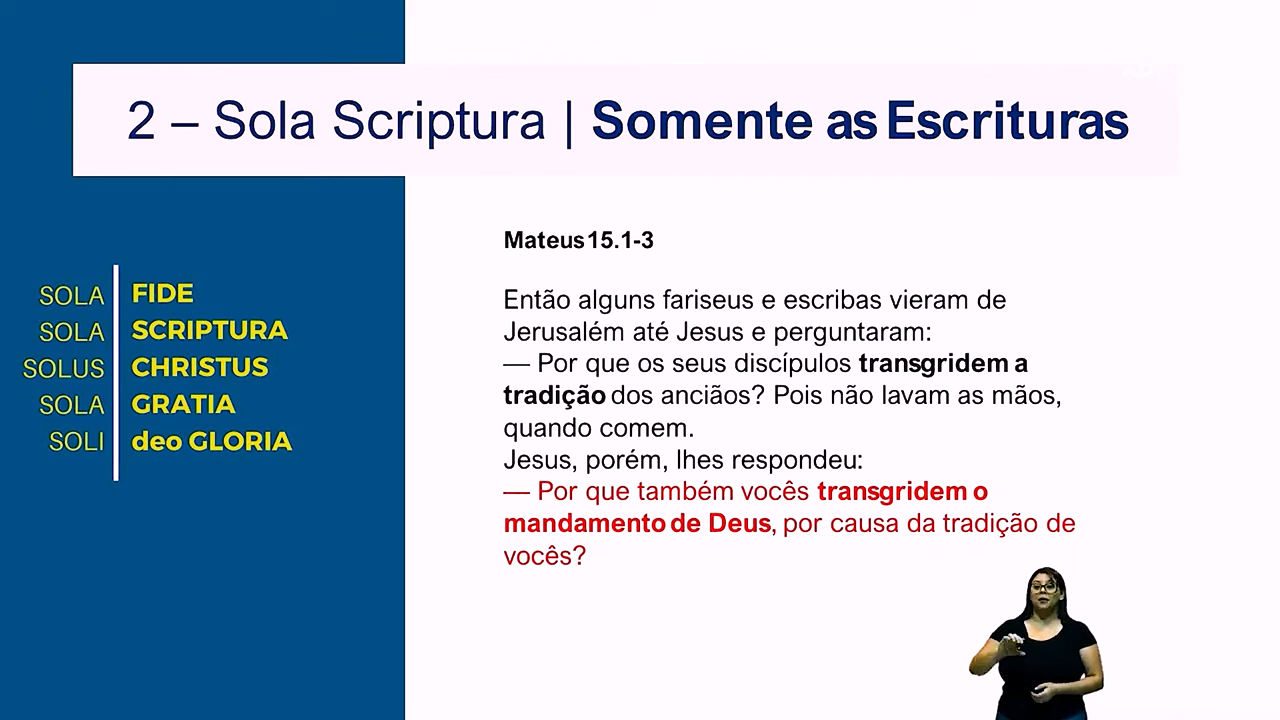 2 – Sola Scriptura | Somente as Escrituras
SOLA FIDE
SOLA SCRIPTURA
SOLUS CHRISTUS
SOLA GRATIA
SOLI deo GLORIA
Mateus 15.1-3
Então alguns fariseus e escribas vieram de
Jerusalém até Jesus e perguntaram:
— Por que os seus discípulos transgridem a
tradição dos anciãos? Pois não lavam as mãos,
quando comem.
Jesus, porém, lhes respondeu:
— Por que também vocês transgridem o
mandamento de Deus, por causa da tradição de
vocês?